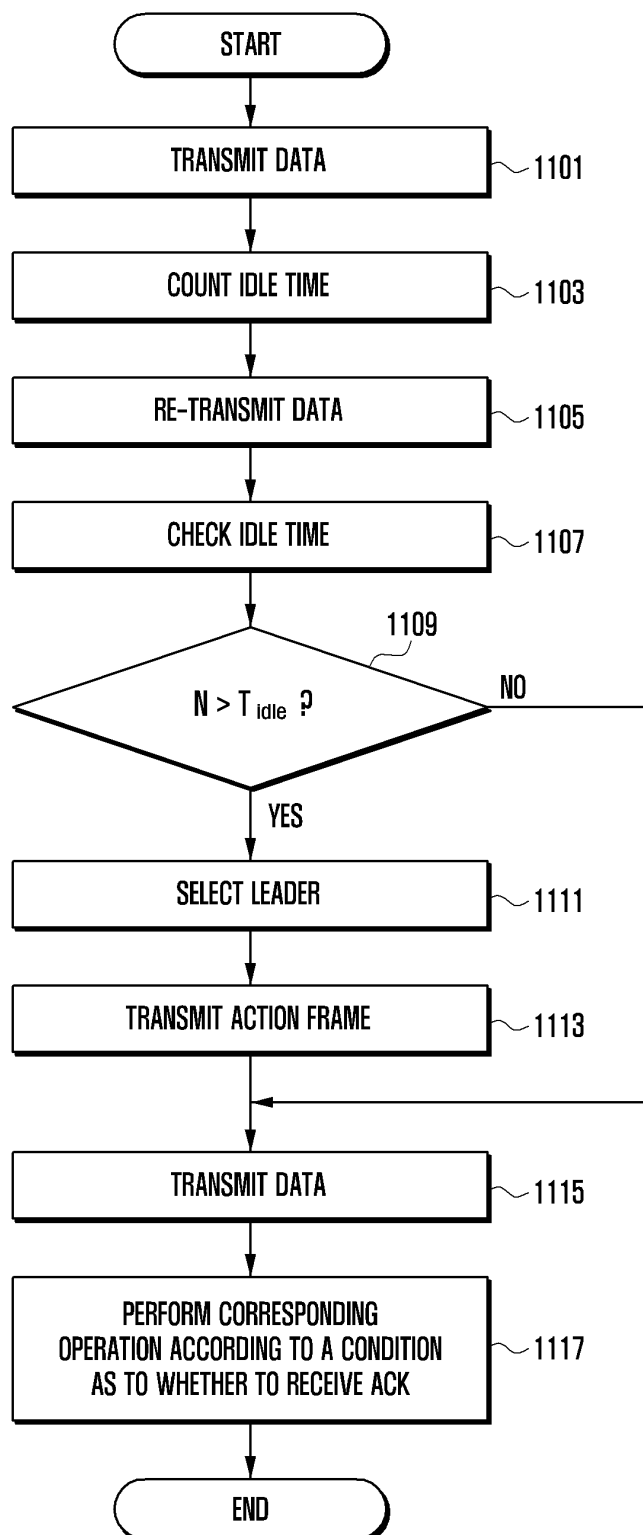 START
TRANSMIT DATA
1101
COUNT IDLE TIME
1103
RE-TRANSMIT DATA
1105
CHECK IDLE TIME
1107
1109
N > T idle ?
NO
YES
SELECT LEADER
1111
TRANSMIT ACTION FRAME
1113
TRANSMIT DATA
1115
PERFORM CORRESPONDING
OPERATION ACCORDING TO A CONDITION
AS TO WHETHER TO RECEIVE ACK
1117
END